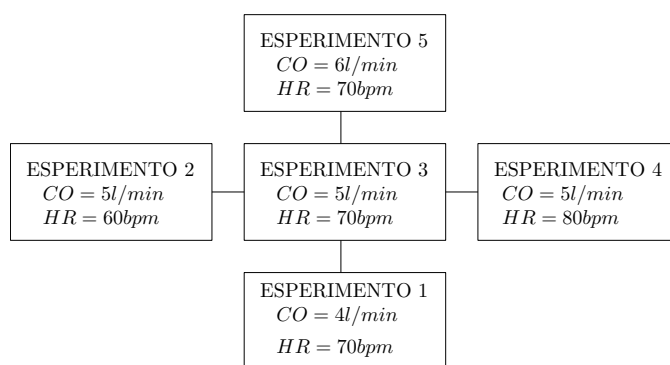 ESPERIMENTO 5
CO = 6l/min
HR = 70bpm
ESPERIMENTO 2
CO = 5l/min
HR = 60bpm
ESPERIMENTO 3
CO = 5l/min
HR = 70bpm
ESPERIMENTO 4
CO = 5l/min
HR = 80bpm
ESPERIMENTO 1
CO = 4l/min
HR = 70bpm